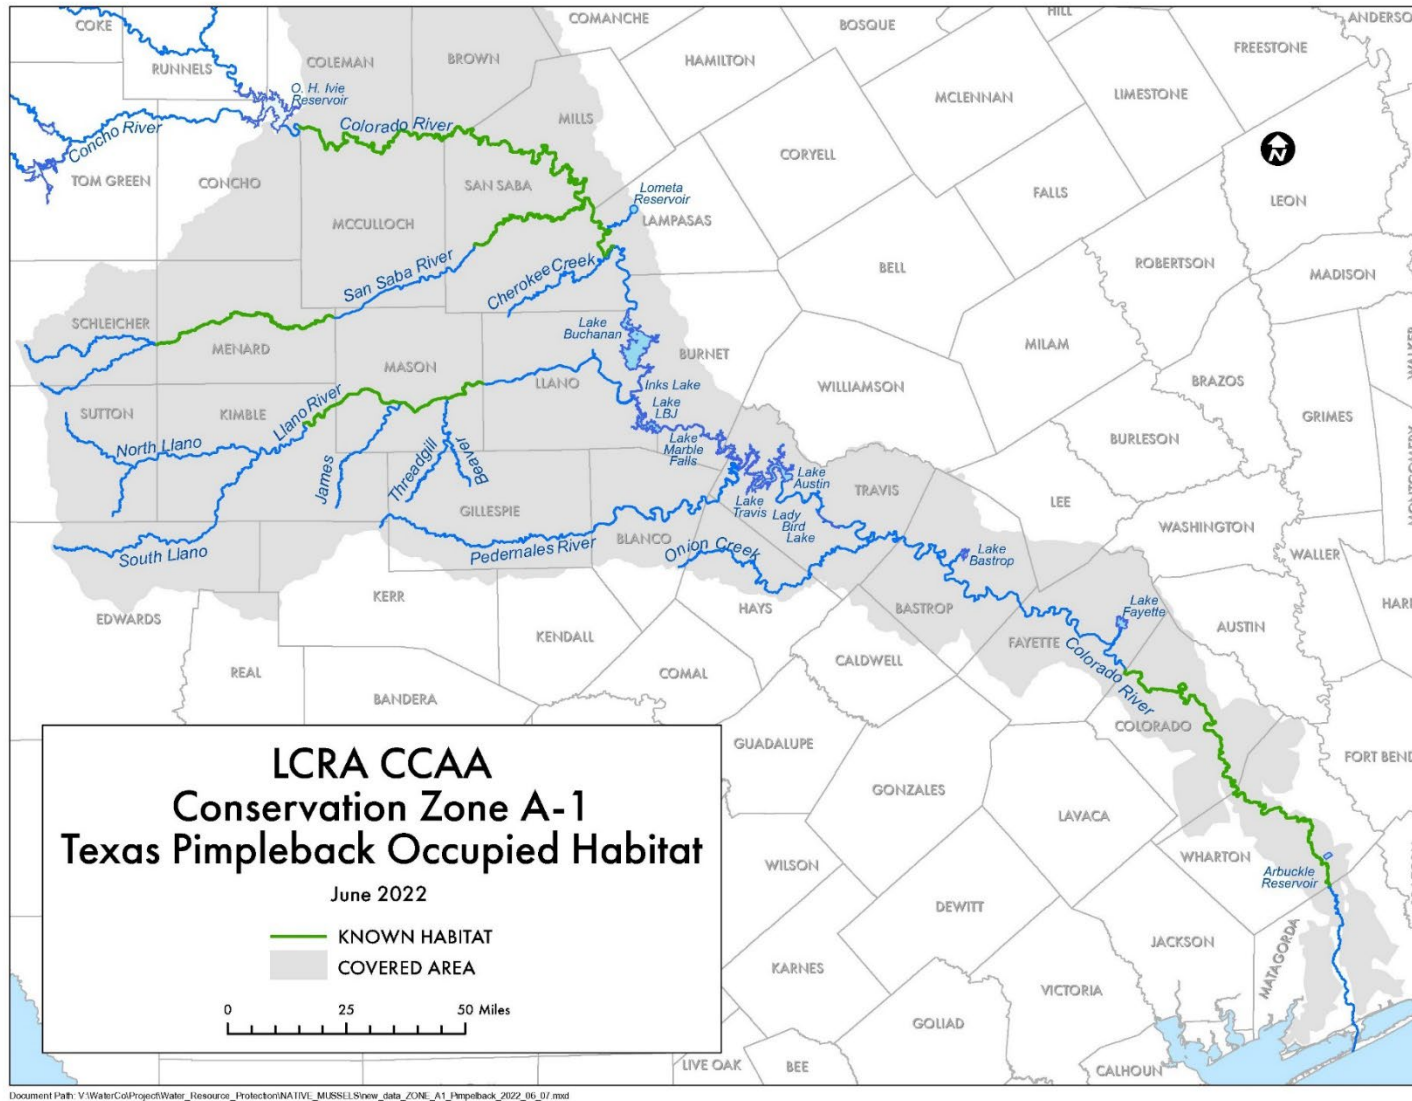 COKE
COMANCHE
BOSQUE
HILL
ANDERSO
RUNNELS
COLEMAN
BROWN
HAMILTON
FREESTONE
O. H. Ivie
Reservoir
MCLENNAN
LIMESTONE
Concho River
Colorado River
MILLS
CORYELL
N
TOM GREEN
CONCHO
SAN SABA
Lometa
Reservoir
FALLS
LEON
MCCULLOCH
LAMPASAS
San Saba River
Cherokee Creek
BELL
ROBERTSON
MADISON
SCHLEICHER
MENARD
Lake
Buchanan
BURNET
MILAM
WALKER
MASON
LLANO
Inks Lake
WILLIAMSON
BRAZOS
SUTTON
KIMBLE
Llano River
Lake
LBJ
GRIMES
North Llano
Lake
Marble
Falls
BURLESON
MONTGOMERY
James
Threadgill
Beaver
Lake
Austin
TRAVIS
LEE
GILLESPIE
Lake
Travis
Lady
Bird
Lake
WASHINGTON
South Llano
Pedernales River
BLANCO
Onion Creek
Lake
Bastrop
WALLER
EDWARDS
KERR
HAYS
BASTROP
Lake
Fayette
HARR
KENDALL
FAYETTE
AUSTIN
REAL
COMAL
CALDWELL
Colorado River
BANDERA
COLORADO
GUADALUPE
FORT BEND
LCRA CCAA
Conservation Zone A-1
Texas Pimpleback Occupied Habitat
June 2022
KNOWN HABITAT
COVERED AREA
0 25 50 Miles
GONZALES
LAVACA
WILSON
WHARTON
Arbuckle
Reservoir
DEWITT
JACKSON
MATAGORDA
KARNES
VICTORIA
GOLIAD
LIVE OAK
BEE
CALHOUN
Document Path: V:\WaterCo\Project\Water_Resource_Protection\NATIVE_MUSSELS\new_data_ZONE_A1_Pimpelback_2022_06_07.mxd